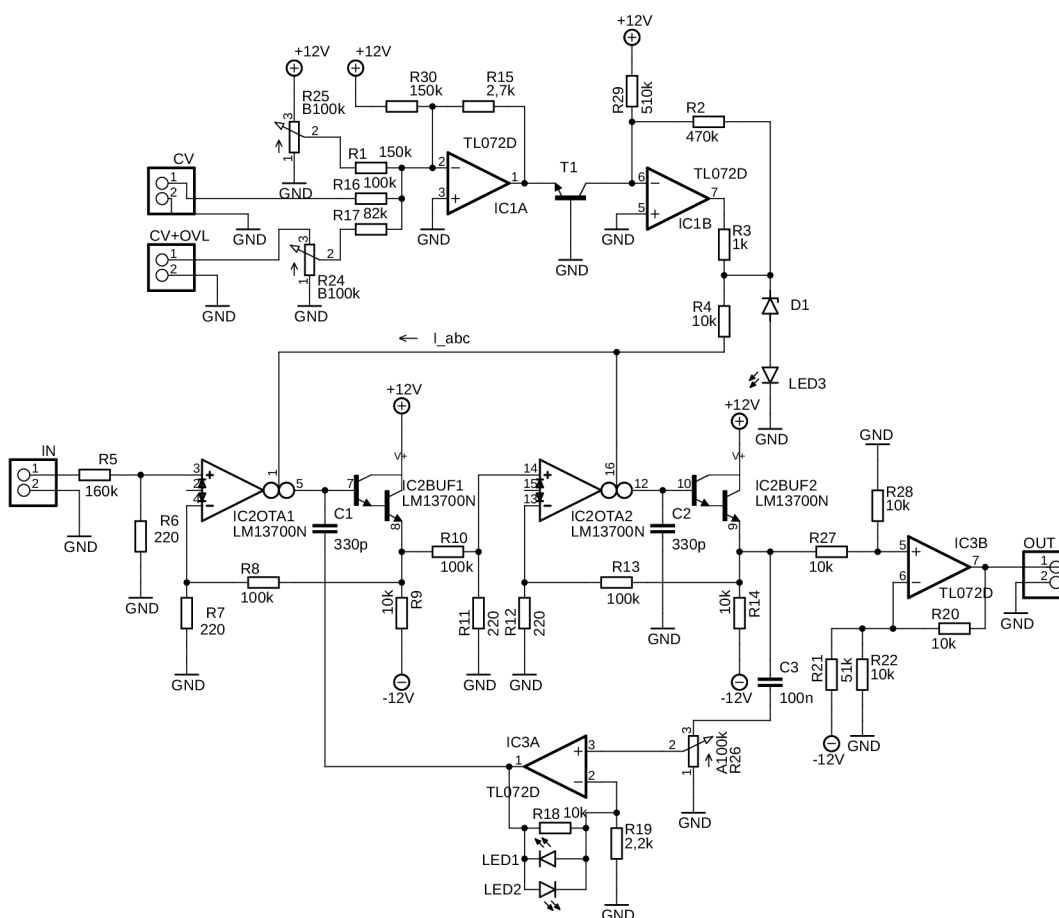 +12V
+12V
+12V
R25
B100k
3
2
1
GND
R30
150k
R15
2,7k
R29
510k
R2
470k
CV
1
2
GND
R1
150k
R16
100k
R17
82k
2
3
1
TL072D
IC1A
GND
T1
GND
6
5
7
TL072D
IC1B
GND
CV+OVL
1
2
GND
3
2
1
R24
B100k
GND
R3
1k
R4
10k
D1
LED3
GND
I_abc
+12V
+12V
GND
IN
1
2
GND
R5
160k
R6
220
GND
3
2
4
1
5
IC2OTA1
LM13700N
C1
330p
7
V+
8
IC2BUF1
LM13700N
R10
100k
R8
100k
R7
220
GND
10k
R9
-12V
R11
220
GND
R12
220
GND
14
15
13
16
12
IC2OTA2
LM13700N
C2
330p
GND
10
V+
9
IC2BUF2
LM13700N
R13
100k
10k
R14
-12V
R27
10k
R28
10k
5
6
7
IC3B
TL072D
OUT
1
2
GND
R20
10k
R21
51k
-12V
R22
10k
GND
C3
100n
3
2
1
A100k
R26
GND
IC3A
1
3
2
TL072D
R18
10k
LED1
LED2
R19
2,2k
GND